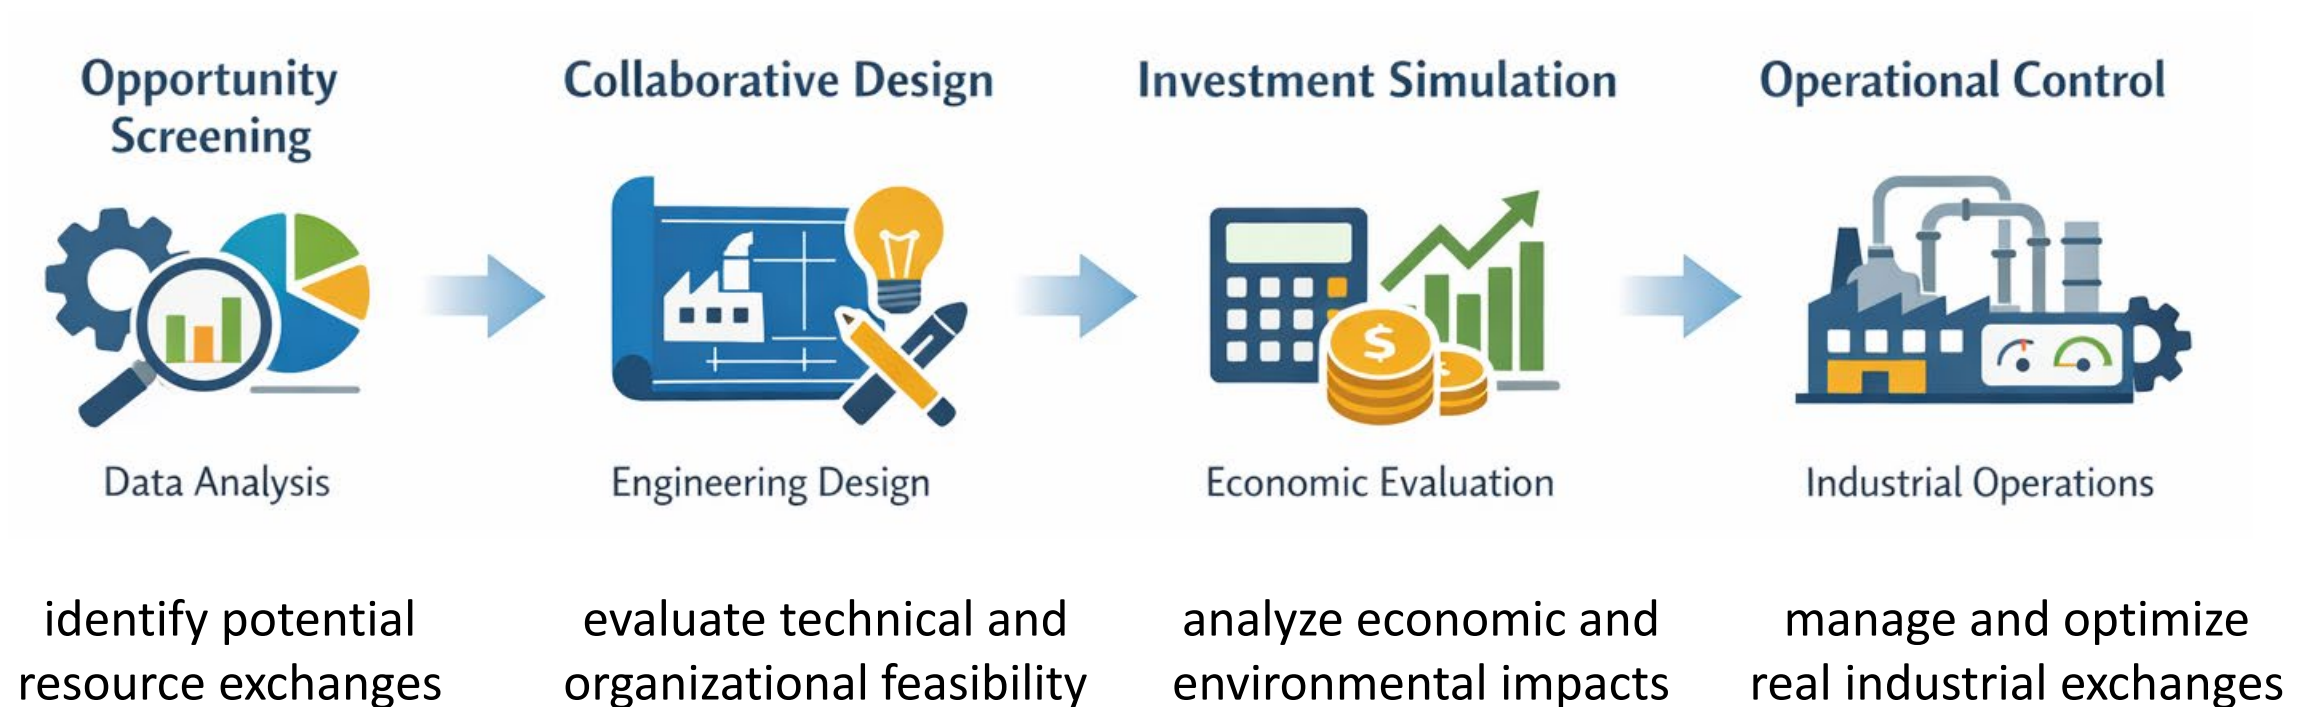 Opportunity
Screening
Collaborative Design
Investment Simulation
Operational Control
$
Data Analysis
Engineering Design
Economic Evaluation
Industrial Operations
identify potential
resource exchanges
evaluate technical and
organizational feasibility
analyze economic and
environmental impacts
manage and optimize
real industrial exchanges